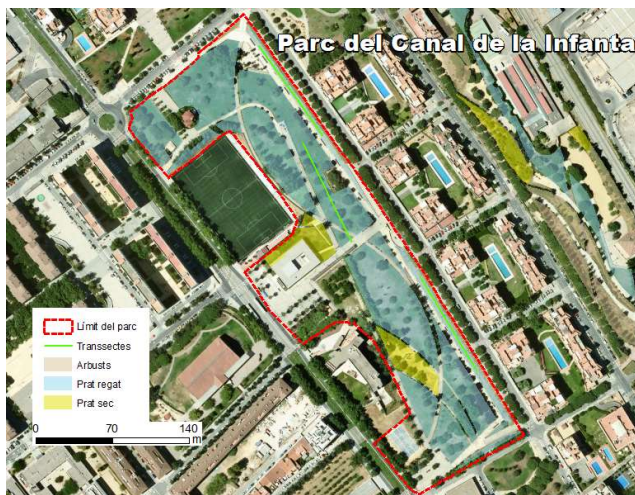 Parc del Canal de la Infanta
Límit del parc
Transsectes
Arbusts
Prat regat
Prat sec
0 70 140
m